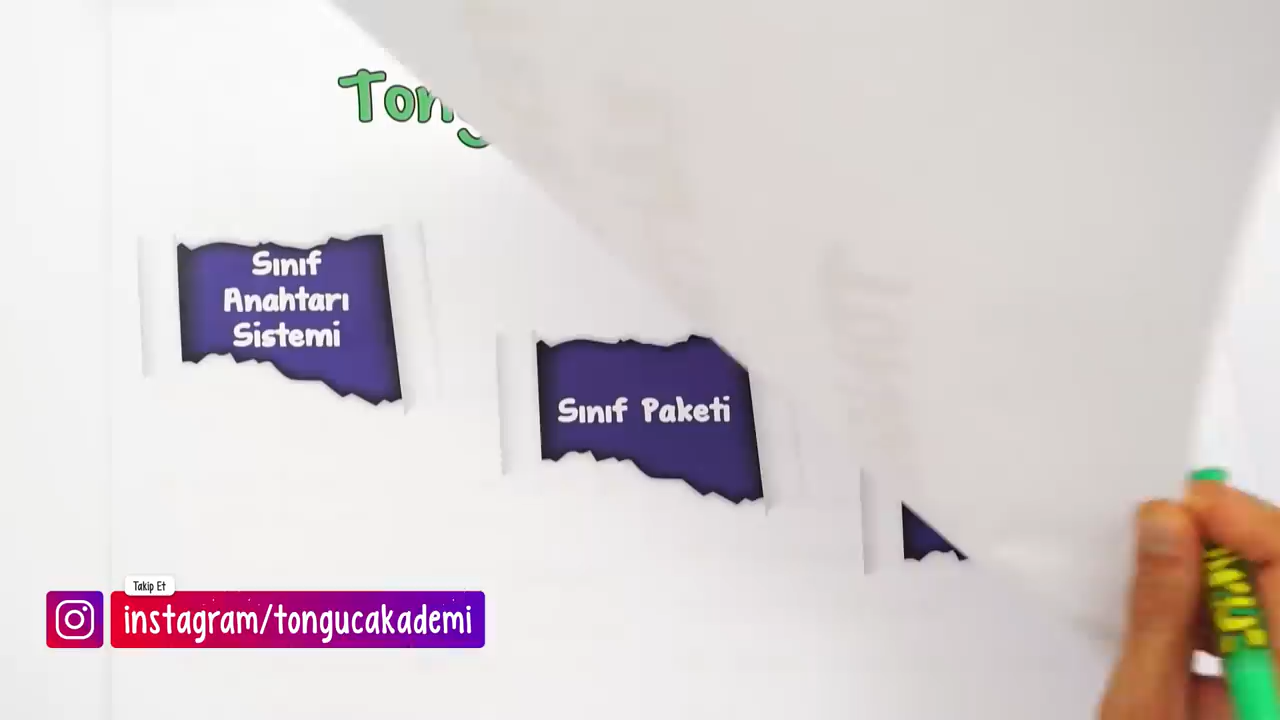 Sınıf
Anahtarı
Sistemi
Sınıf Paketi
Takip Et
instagram/tongucakademi